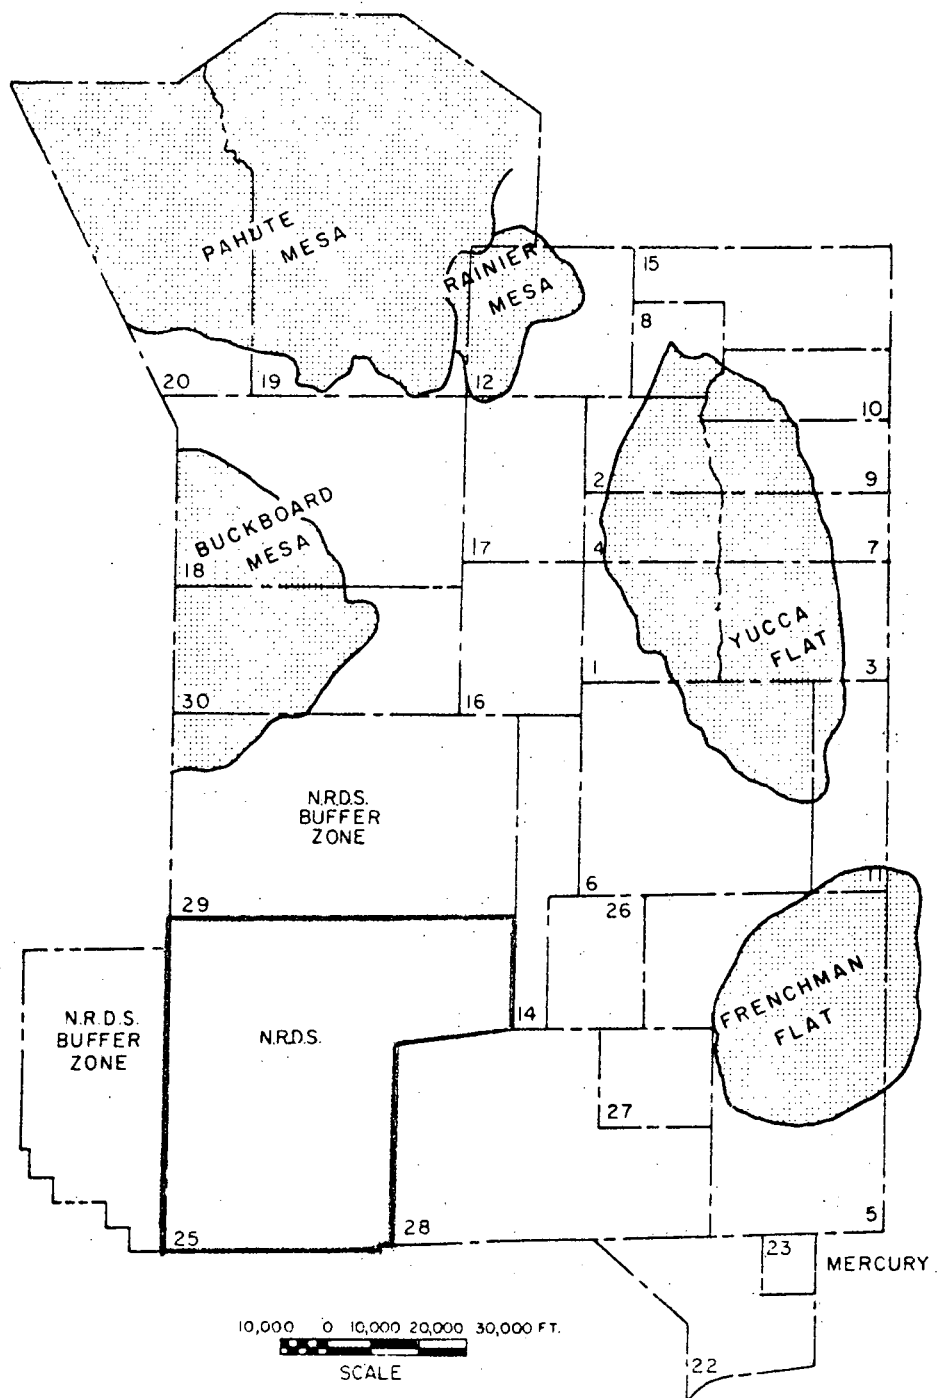 PAHUTE
MESA
RAINIER
MESA
15
8
20
19
12
10
2
9
BUCKBOARD
MESA
17
4
7
18
YUCCA
FLAT
1
3
30
16
N.R.D.S.
BUFFER
ZONE
6
11
29
26
FRENCHMAN
FLAT
14
N.R.D.S.
BUFFER
ZONE
N.R.D.S.
27
5
25
28
23
MERCURY
10,000 0 10,000 20,000 30,000 FT.
SCALE
22